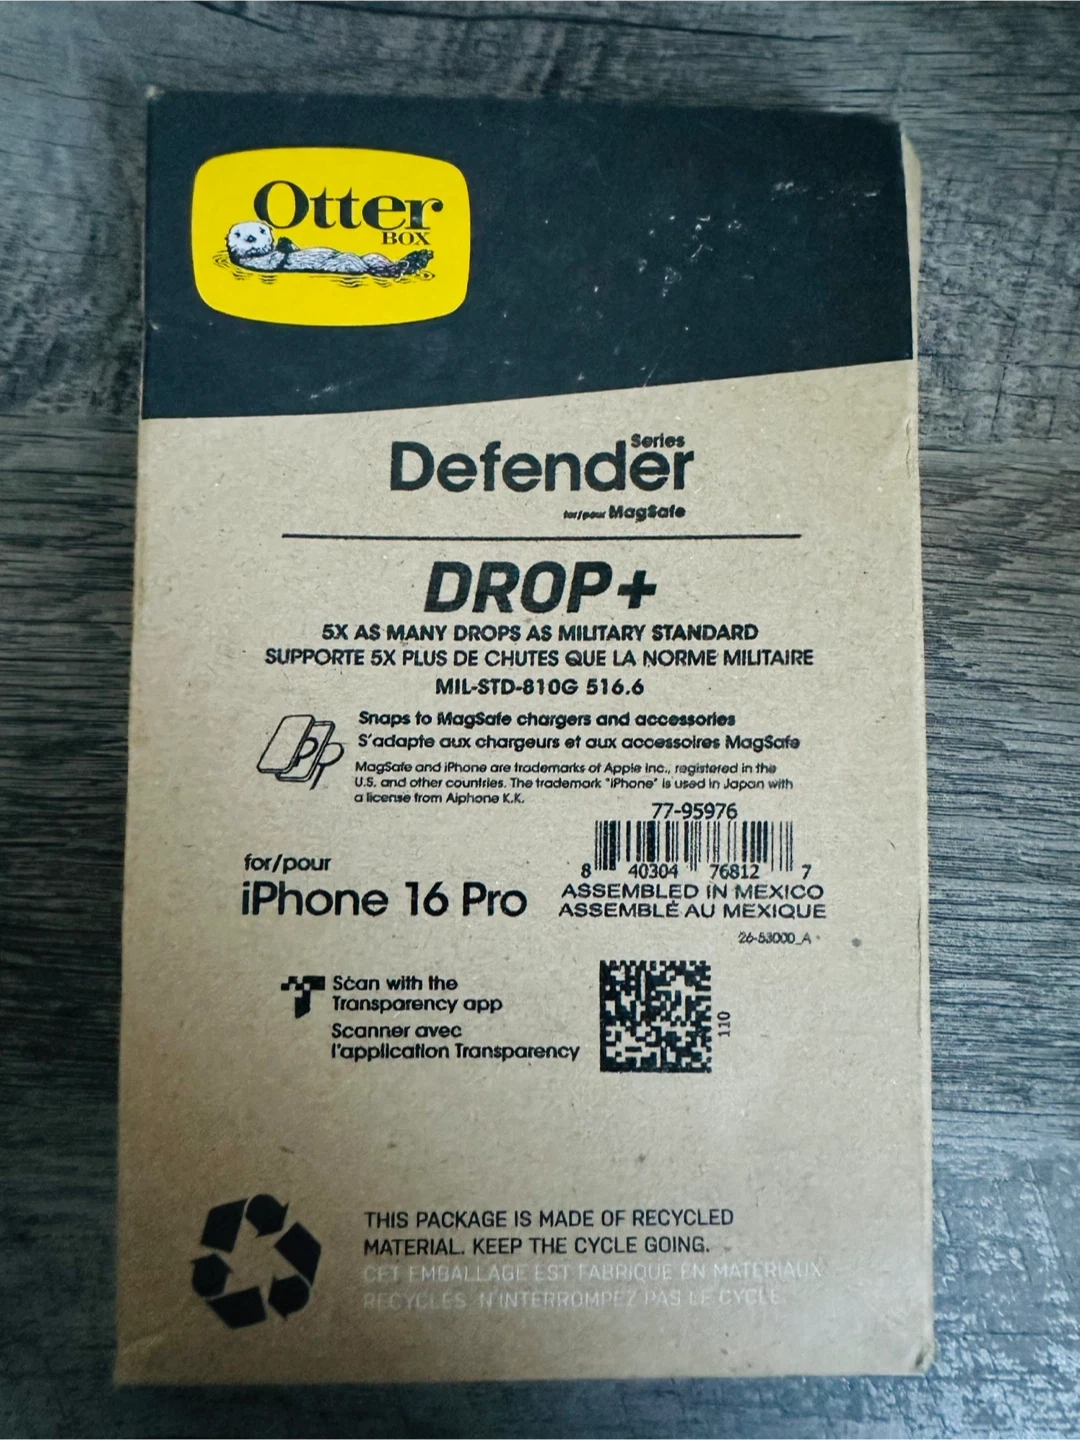 Otter
BOX
Series
Defender
for/pour MagSafe
DROP+
5X AS MANY DROPS AS MILITARY STANDARD
SUPPORTE 5X PLUS DE CHUTES QUE LA NORME MILITAIRE
MIL-STD-810G 516.6
Snaps to MagSafe chargers and accessories
S'adapte aux chargeurs et aux accessoires MagSafe
MagSafe and iPhone are trademarks of Apple Inc., registered in the
U.S. and other countries. The trademark "iPhone" is used in Japan with
a license from Aiphone K.K.
77-95976
8 40304 76812 7
for/pour
iPhone 16 Pro
ASSEMBLED IN MEXICO
ASSEMBLÉ AU MEXIQUE
26-53000_A
Scan with the
Transparency app
Scanner avec
l'application Transparency
110
THIS PACKAGE IS MADE OF RECYCLED
MATERIAL. KEEP THE CYCLE GOING.
CET EMBALLAGE EST FABRIQUÉ EN MATÉRIAUX
RECYCLÉS. N'INTERROMPEZ PAS LE CYCLE.